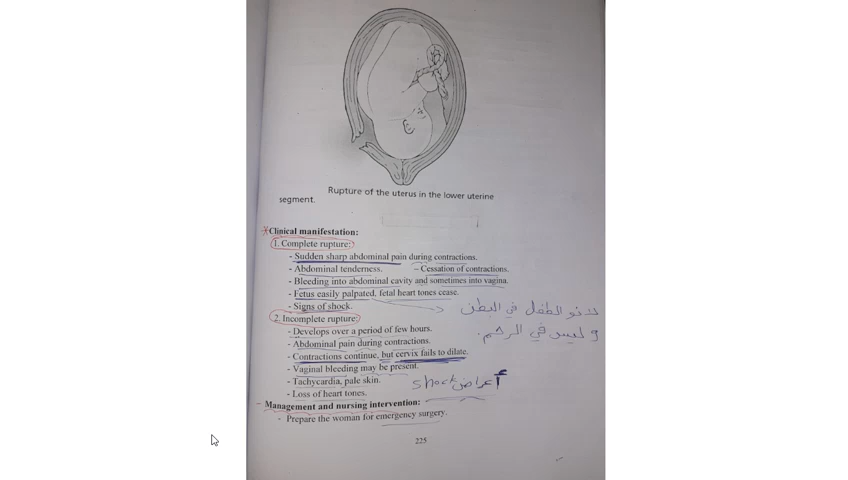 Rupture of the uterus in the lower uterine
segment.
Clinical manifestation:
1. Complete rupture:
- Sudden sharp abdominal pain during contractions.
- Abdominal tenderness. - Cessation of contractions.
- Bleeding into abdominal cavity and sometimes into vagina.
- Fetus easily palpated, fetal heart tones cease.
لانو الطفل في البطن
- Signs of shock.
2. Incomplete rupture:
و ليس في الرحم.
- Develops over a period of few hours.
- Abdominal pain during contractions.
- Contractions continue, but cervix fails to dilate.
- Vaginal bleeding may be present.
- Tachycardia, pale skin.
أعراض shock
- Loss of heart tones.
- Management and nursing intervention:
- Prepare the woman for emergency surgery.
225